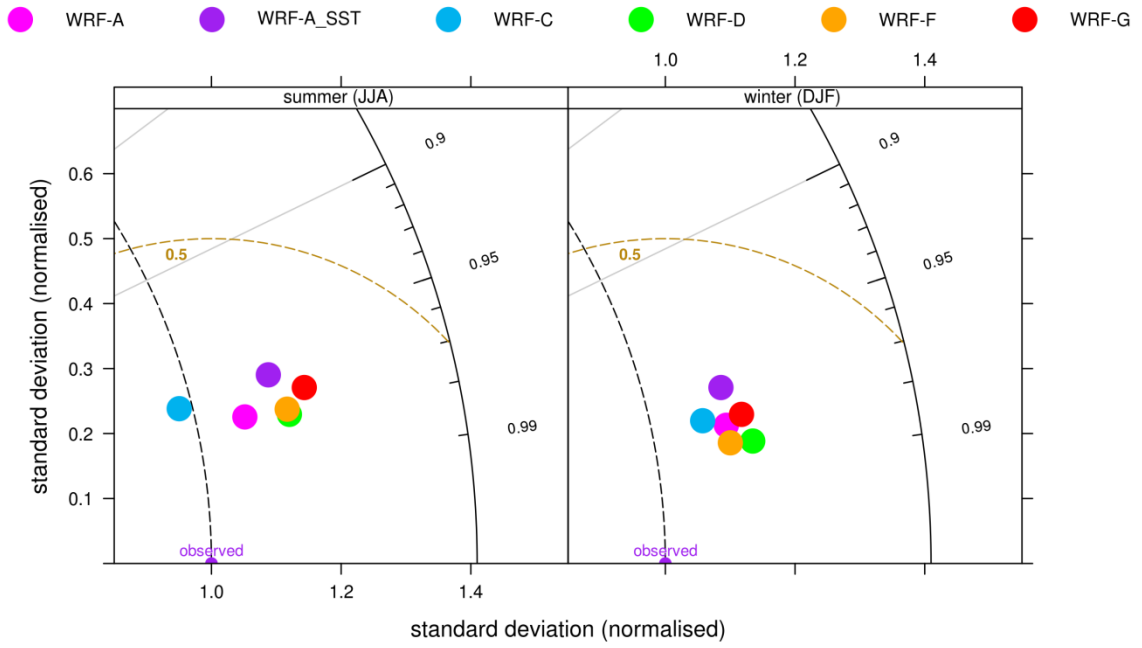 WRF-A WRF-A_SST WRF-C WRF-D WRF-F WRF-G
1.0 1.2 1.4
summer (JJA) winter (DJF)
0.9 0.9
0.6
0.5
0.5 0.5
0.95 0.95
0.4
0.3
0.99 0.99
0.2
0.1
observed observed
1.0 1.2 1.4
standard deviation (normalised)
standard deviation (normalised)